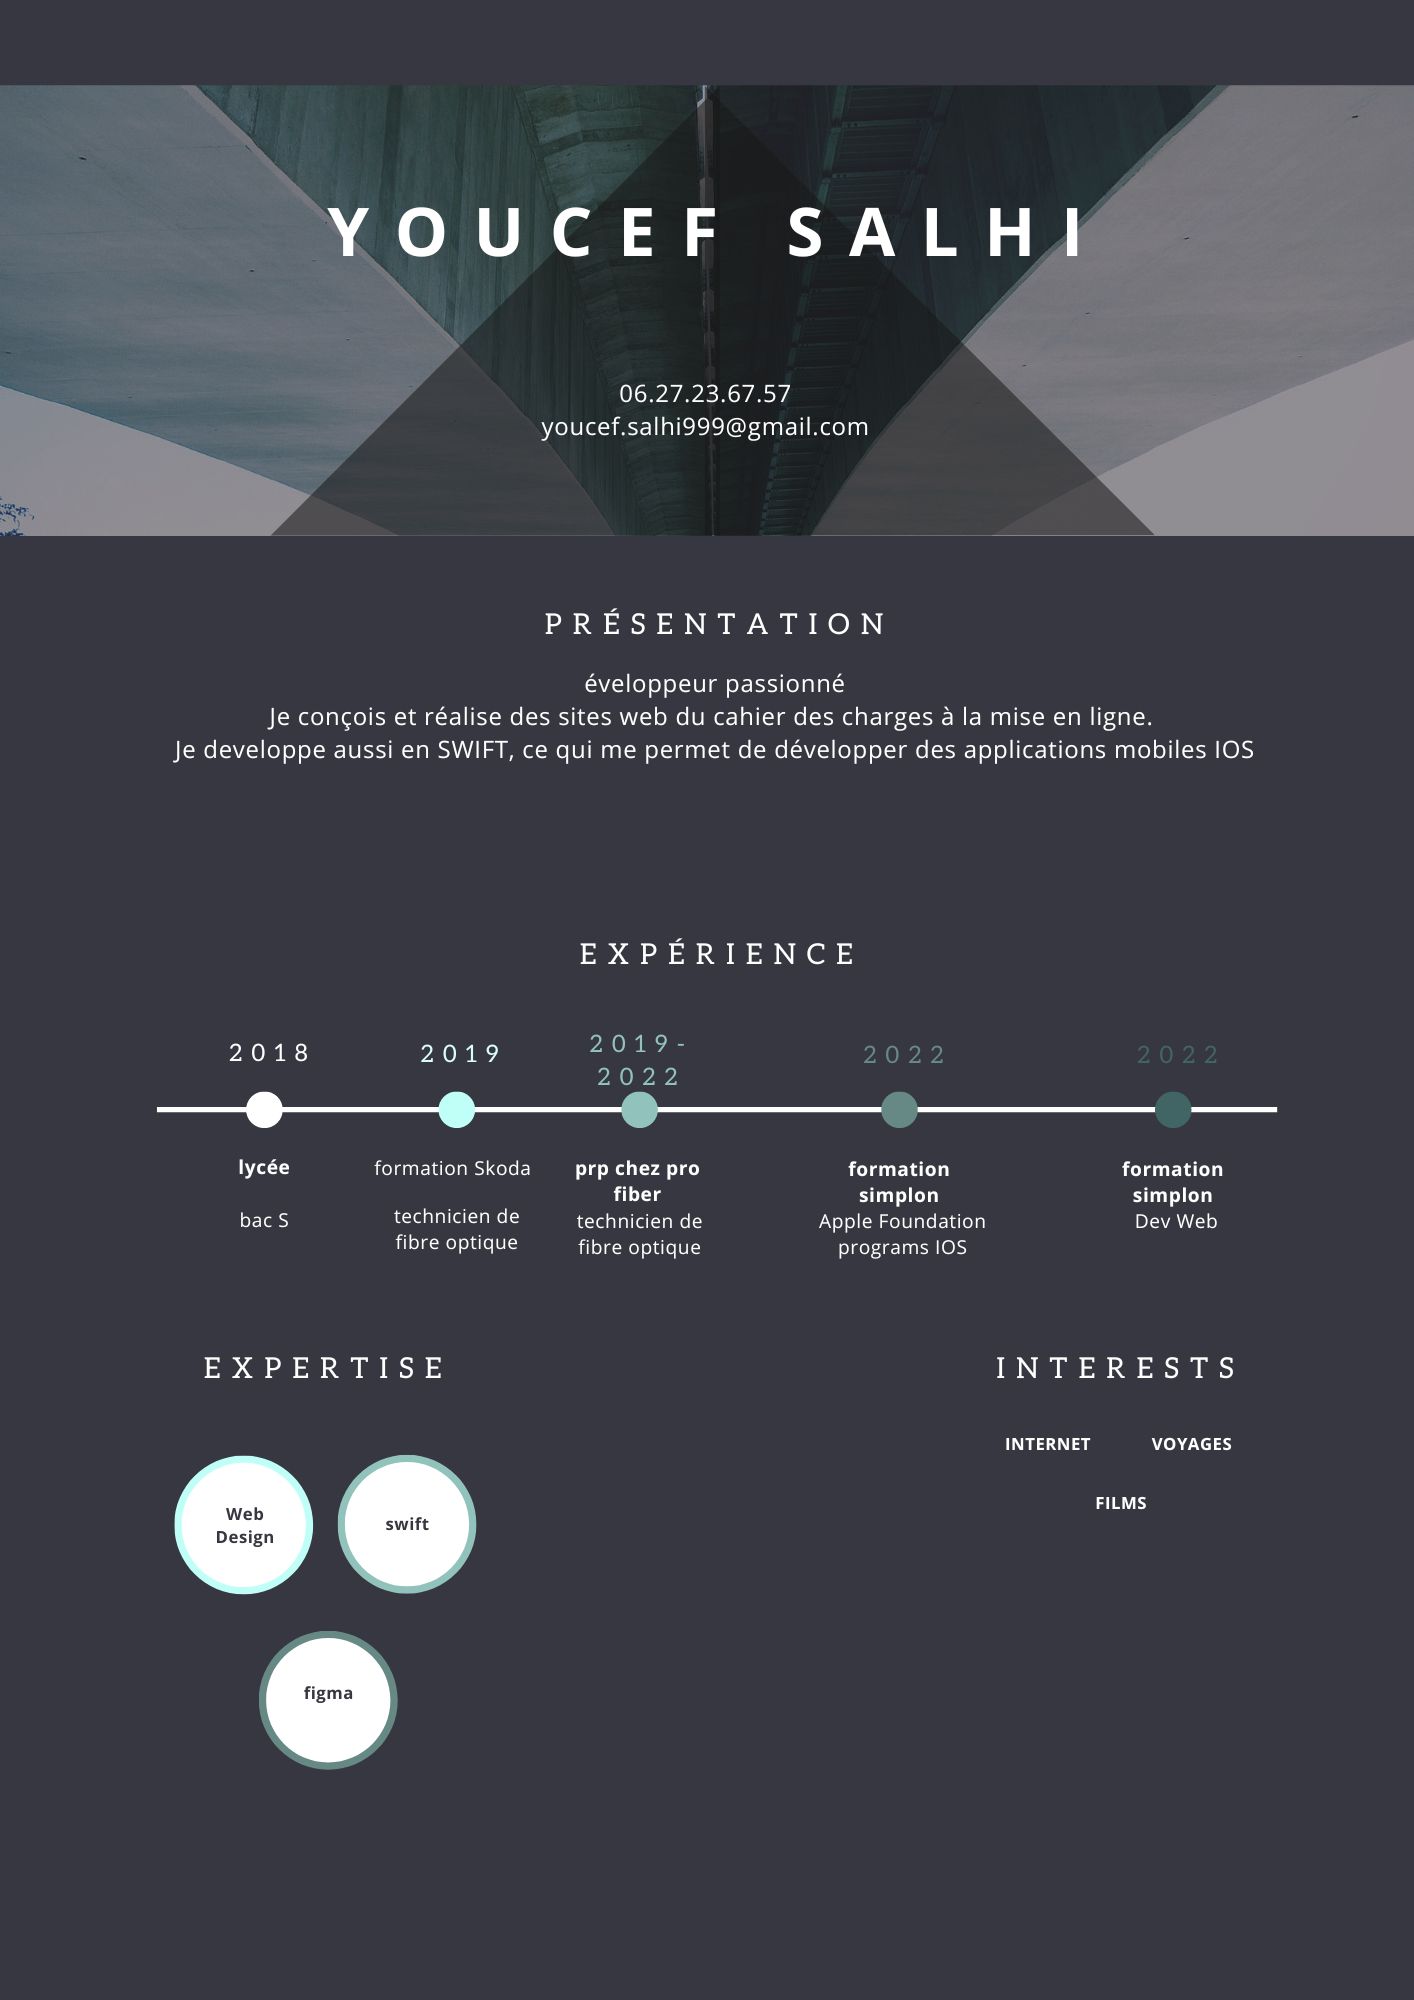 YOUCEF SALHI
06.27.23.67.57
youcef.salhi999@gmail.com
PRÉSENTATION
éveloppeur passionné
Je conçois et réalise des sites web du cahier des charges à la mise en ligne.
Je developpe aussi en SWIFT, ce qui me permet de développer des applications mobiles IOS
EXPÉRIENCE
2018
lycée
bac S
2019
formation Skoda
technicien de
fibre optique
2019-
2022
prp chez pro
fiber
technicien de
fibre optique
2022
formation
simplon
Apple Foundation
programs IOS
2022
formation
simplon
Dev Web
EXPERTISE
Web
Design
swift
figma
INTERESTS
INTERNET
VOYAGES
FILMS